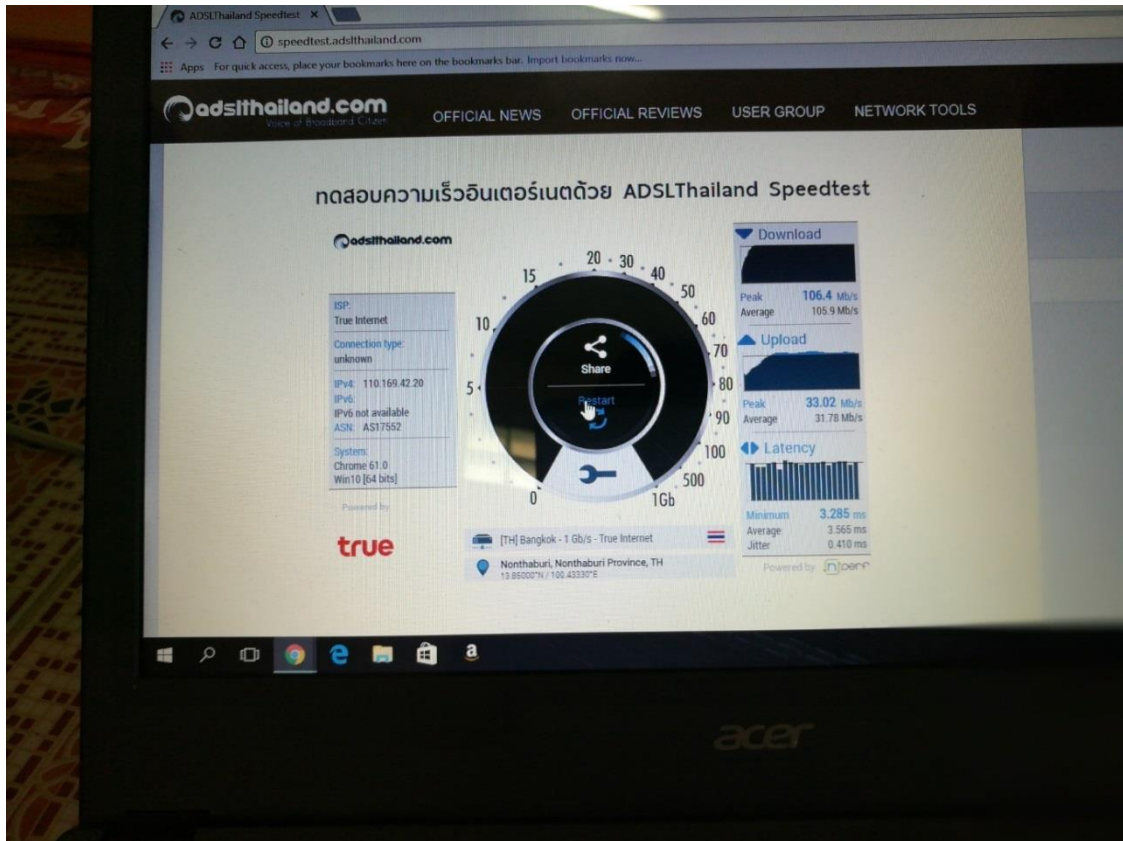 ADSLThailand Speedtest
speedtest.adslthailand.com
Apps For quick access, place your bookmarks here on the bookmarks bar. Import bookmarks now...
adslthailand.com
Voice of Broadband Citizen
OFFICIAL NEWS OFFICIAL REVIEWS USER GROUP NETWORK TOOLS
ทดสอบความเร็วอินเตอร์เนตด้วย ADSLThailand Speedtest
adslthailand.com
ISP:
True Internet
Connection type:
unknown
IPv4: 110.169.42.20
IPv6:
IPv6 not available
ASN: AS17552
System:
Chrome 61.0
Win10 [64 bits]
Powered by
true
0
5
10
15
20
30
40
50
60
70
80
90
100
500
1Gb
Share
Restart
[TH] Bangkok - 1 Gb/s - True Internet
Nonthaburi, Nonthaburi Province, TH
13.85000°N / 100.43330°E
Download
Peak 106.4 Mb/s
Average 105.9 Mb/s
Upload
Peak 33.02 Mb/s
Average 31.78 Mb/s
Latency
Minimum 3.285 ms
Average 3.565 ms
Jitter 0.410 ms
Powered by nperf
acer